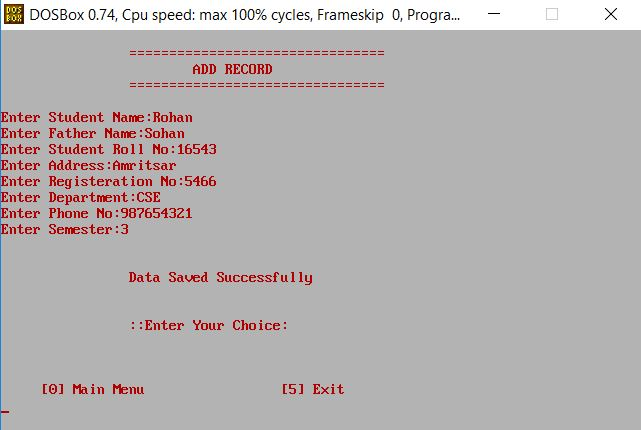 DOS BOX DOSBox 0.74, Cpu speed: max 100% cycles, Frameskip 0, Progra...
================================
ADD RECORD
================================
Enter Student Name:Rohan
Enter Father Name:Sohan
Enter Student Roll No:16543
Enter Address:Amritsar
Enter Registeration No:5466
Enter Department:CSE
Enter Phone No:987654321
Enter Semester:3
Data Saved Successfully
::Enter Your Choice:
[0] Main Menu [5] Exit
_